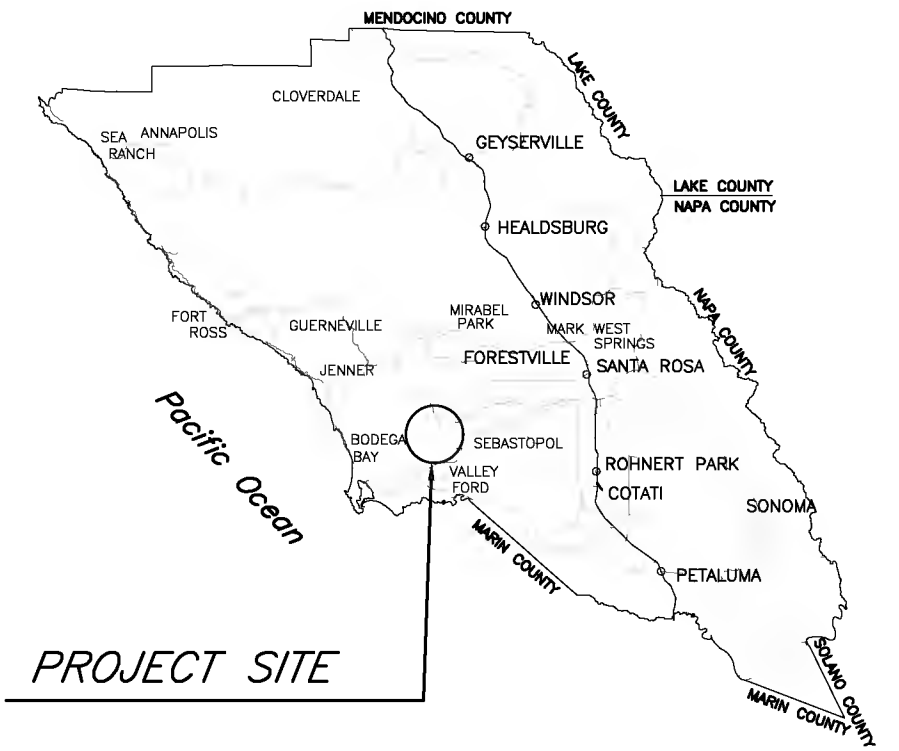 MENDOCINO COUNTY
LAKE COUNTY
CLOVERDALE
SEA
RANCH
ANNAPOLIS
GEYSERVILLE
LAKE COUNTY
NAPA COUNTY
HEALDSBURG
WINDSOR
NAPA COUNTY
MIRABEL
PARK
FORT
ROSS
GUERNEVILLE
MARK WEST
SPRINGS
FORESTVILLE
SANTA ROSA
JENNER
Pacific Ocean
BODEGA
BAY
SEBASTOPOL
VALLEY
FORD
ROHNERT PARK
COTATI
SONOMA
MARIN COUNTY
PETALUMA
PROJECT SITE
SOLANO COUNTY
MARIN COUNTY